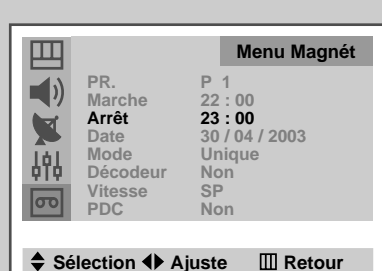 Menu Magnét
PR. P 1
Marche 22 : 00
Arrêt 23 : 00
Date 30 / 04 / 2003
Mode Unique
Décodeur Non
Vitesse SP
PDC Non
Sélection Ajuste Retour